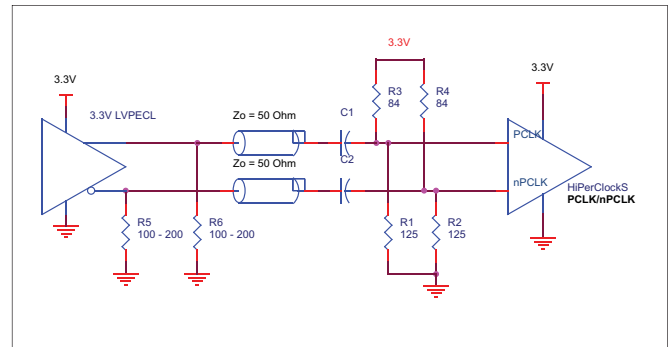 3.3V
3.3V
3.3V
3.3V LVPECL
Zo = 50 Ohm
C1
R3
84
R4
84
Zo = 50 Ohm
C2
PCLK
nPCLK
HiPerClockS
PCLK/nPCLK
R5
100 - 200
R6
100 - 200
R1
125
R2
125